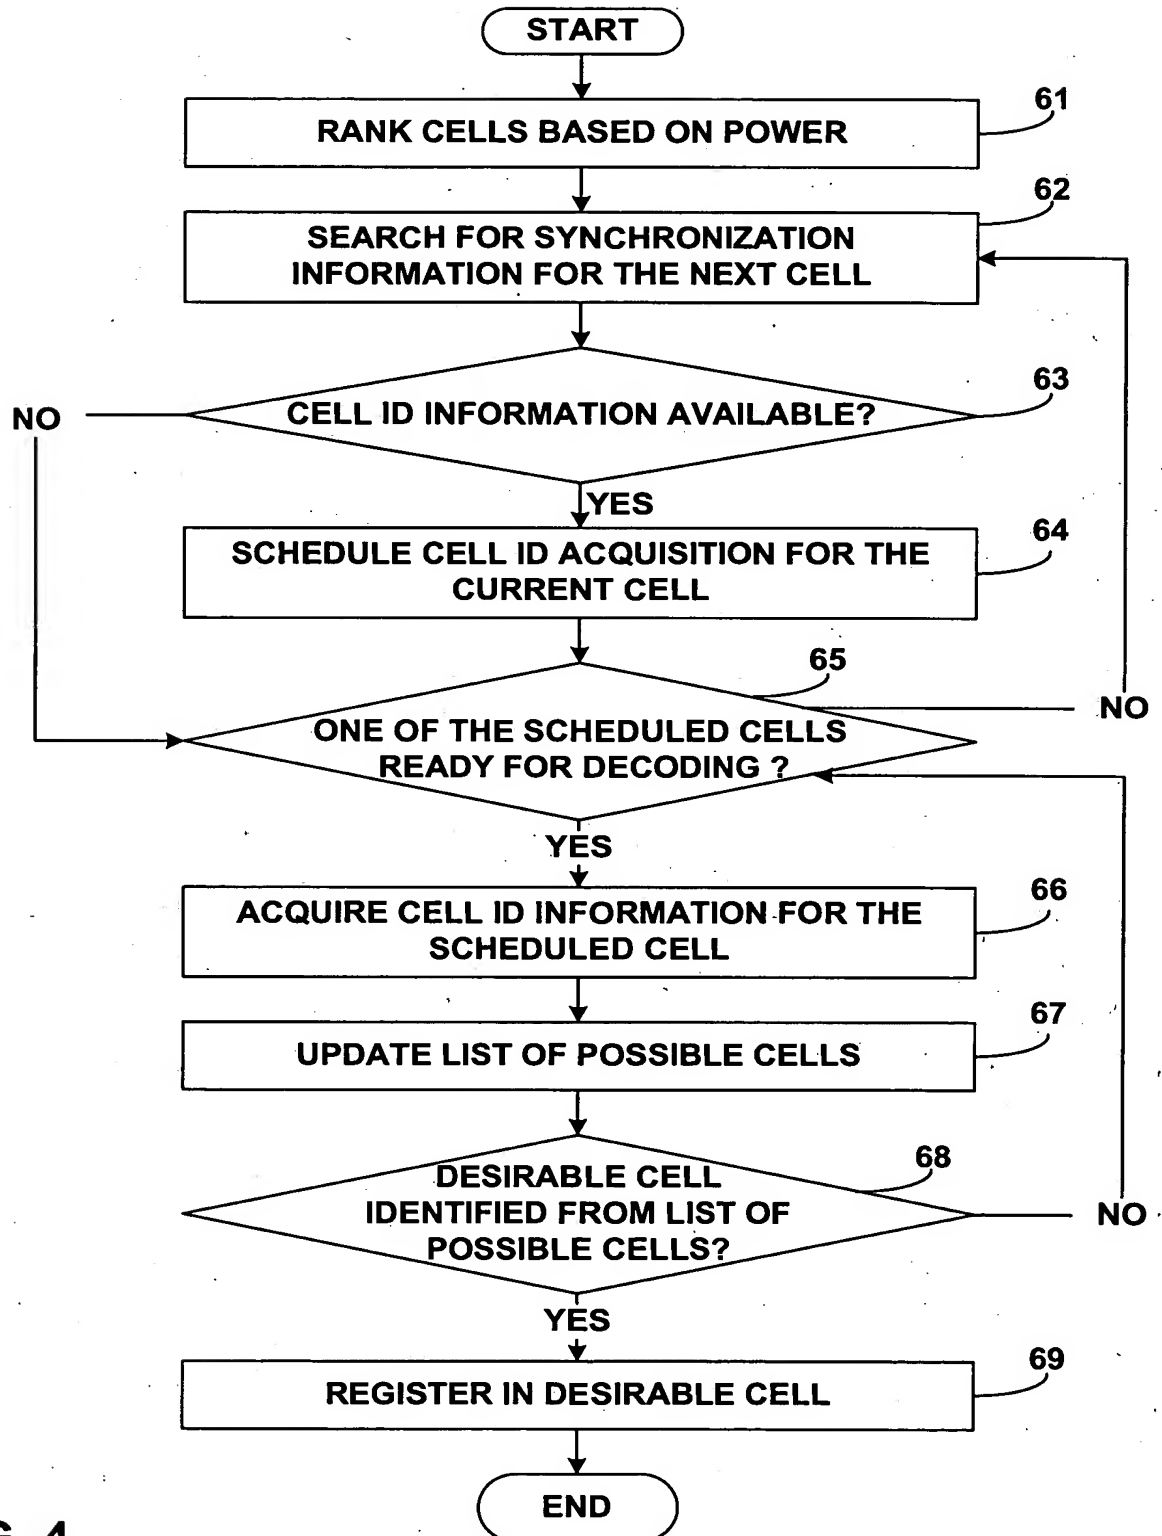 START
61
RANK CELLS BASED ON POWER
62
SEARCH FOR SYNCHRONIZATION
INFORMATION FOR THE NEXT CELL
63
NO
CELL ID INFORMATION AVAILABLE?
YES
64
SCHEDULE CELL ID ACQUISITION FOR THE
CURRENT CELL
65
NO
ONE OF THE SCHEDULED CELLS
READY FOR DECODING ?
YES
66
ACQUIRE CELL ID INFORMATION FOR THE
SCHEDULED CELL
67
UPDATE LIST OF POSSIBLE CELLS
68
DESIRABLE CELL
IDENTIFIED FROM LIST OF
POSSIBLE CELLS?
NO
YES
69
REGISTER IN DESIRABLE CELL
END
4